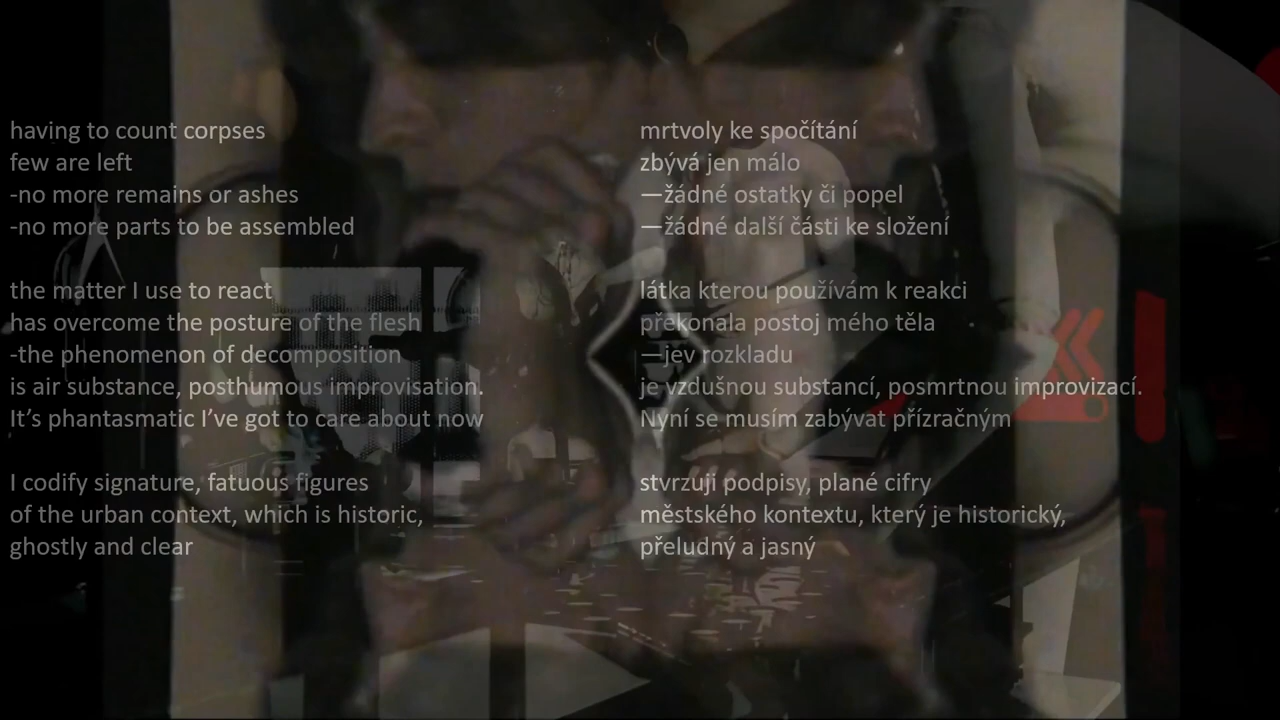 having to count corpses
few are left
-no more remains or ashes
-no more parts to be assembled
the matter I use to react
has overcome the posture of the flesh
-the phenomenon of decomposition
is air substance, posthumous improvisation.
It’s phantasmatic I’ve got to care about now
I codify signature, fatuous figures
of the urban context, which is historic,
ghostly and clear
mrtvoly ke spočítání
zbývá jen málo
—žádné ostatky či popel
—žádné další části ke složení
látka kterou používám k reakci
překonala postoj mého těla
—jev rozkladu
je vzdušnou substancí, posmrtnou improvizací.
Nyní se musím zabývat přízračným
stvrzuji podpisy, plané cifry
městského kontextu, který je historický,
přeludný a jasný